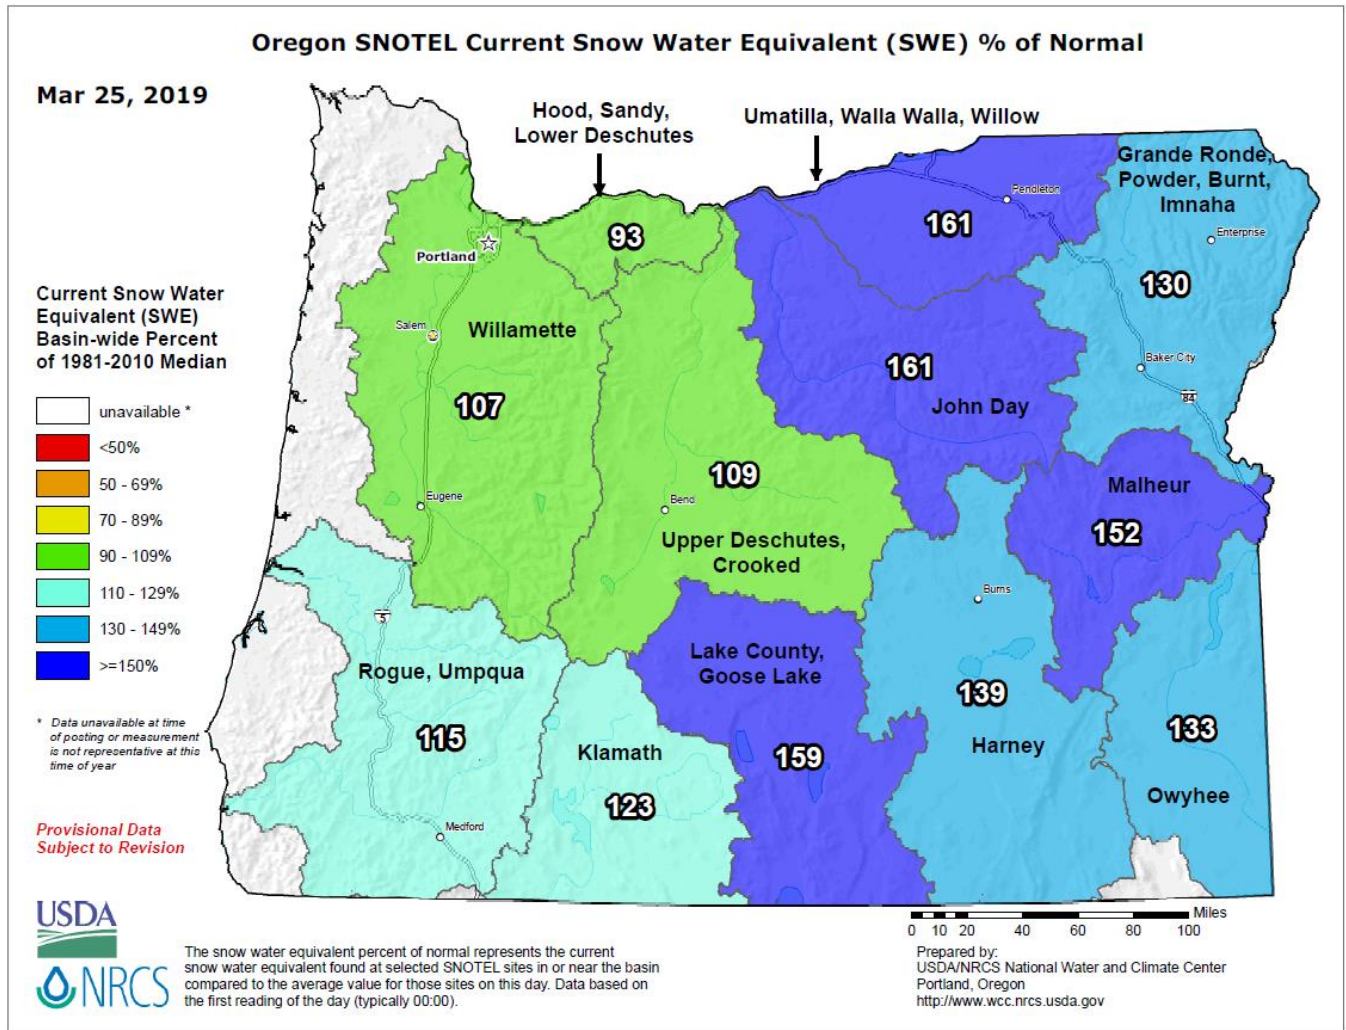 Oregon SNOTEL Current Snow Water Equivalent (SWE) % of Normal
Mar 25, 2019
Hood, Sandy,
Lower Deschutes
Umatilla, Walla Walla, Willow
Grande Ronde,
Powder, Burnt,
Imnaha
Pendleton
161
Enterprise
93
Portland
130
Current Snow Water
Equivalent (SWE)
Basin-wide Percent
of 1981-2010 Median
Salem
Willamette
107
161
John Day
Baker City
84
unavailable *
<50%
50 - 69%
70 - 89%
90 - 109%
110 - 129%
130 - 149%
>=150%
109
Bend
Upper Deschutes,
Crooked
Eugene
Malheur
152
Burns
5
Rogue, Umpqua
115
Lake County,
Goose Lake
159
139
Harney
133
Owyhee
Klamath
123
Medford
* Data unavailable at time
of posting or measurement
is not representative at this
time of year
Provisional Data
Subject to Revision
USDA
NRCS
The snow water equivalent percent of normal represents the current
snow water equivalent found at selected SNOTEL sites in or near the basin
compared to the average value for those sites on this day. Data based on
the first reading of the day (typically 00:00).
Miles
0 10 20 40 60 80 100
Prepared by:
USDA/NRCS National Water and Climate Center
Portland, Oregon
http://www.wcc.nrcs.usda.gov